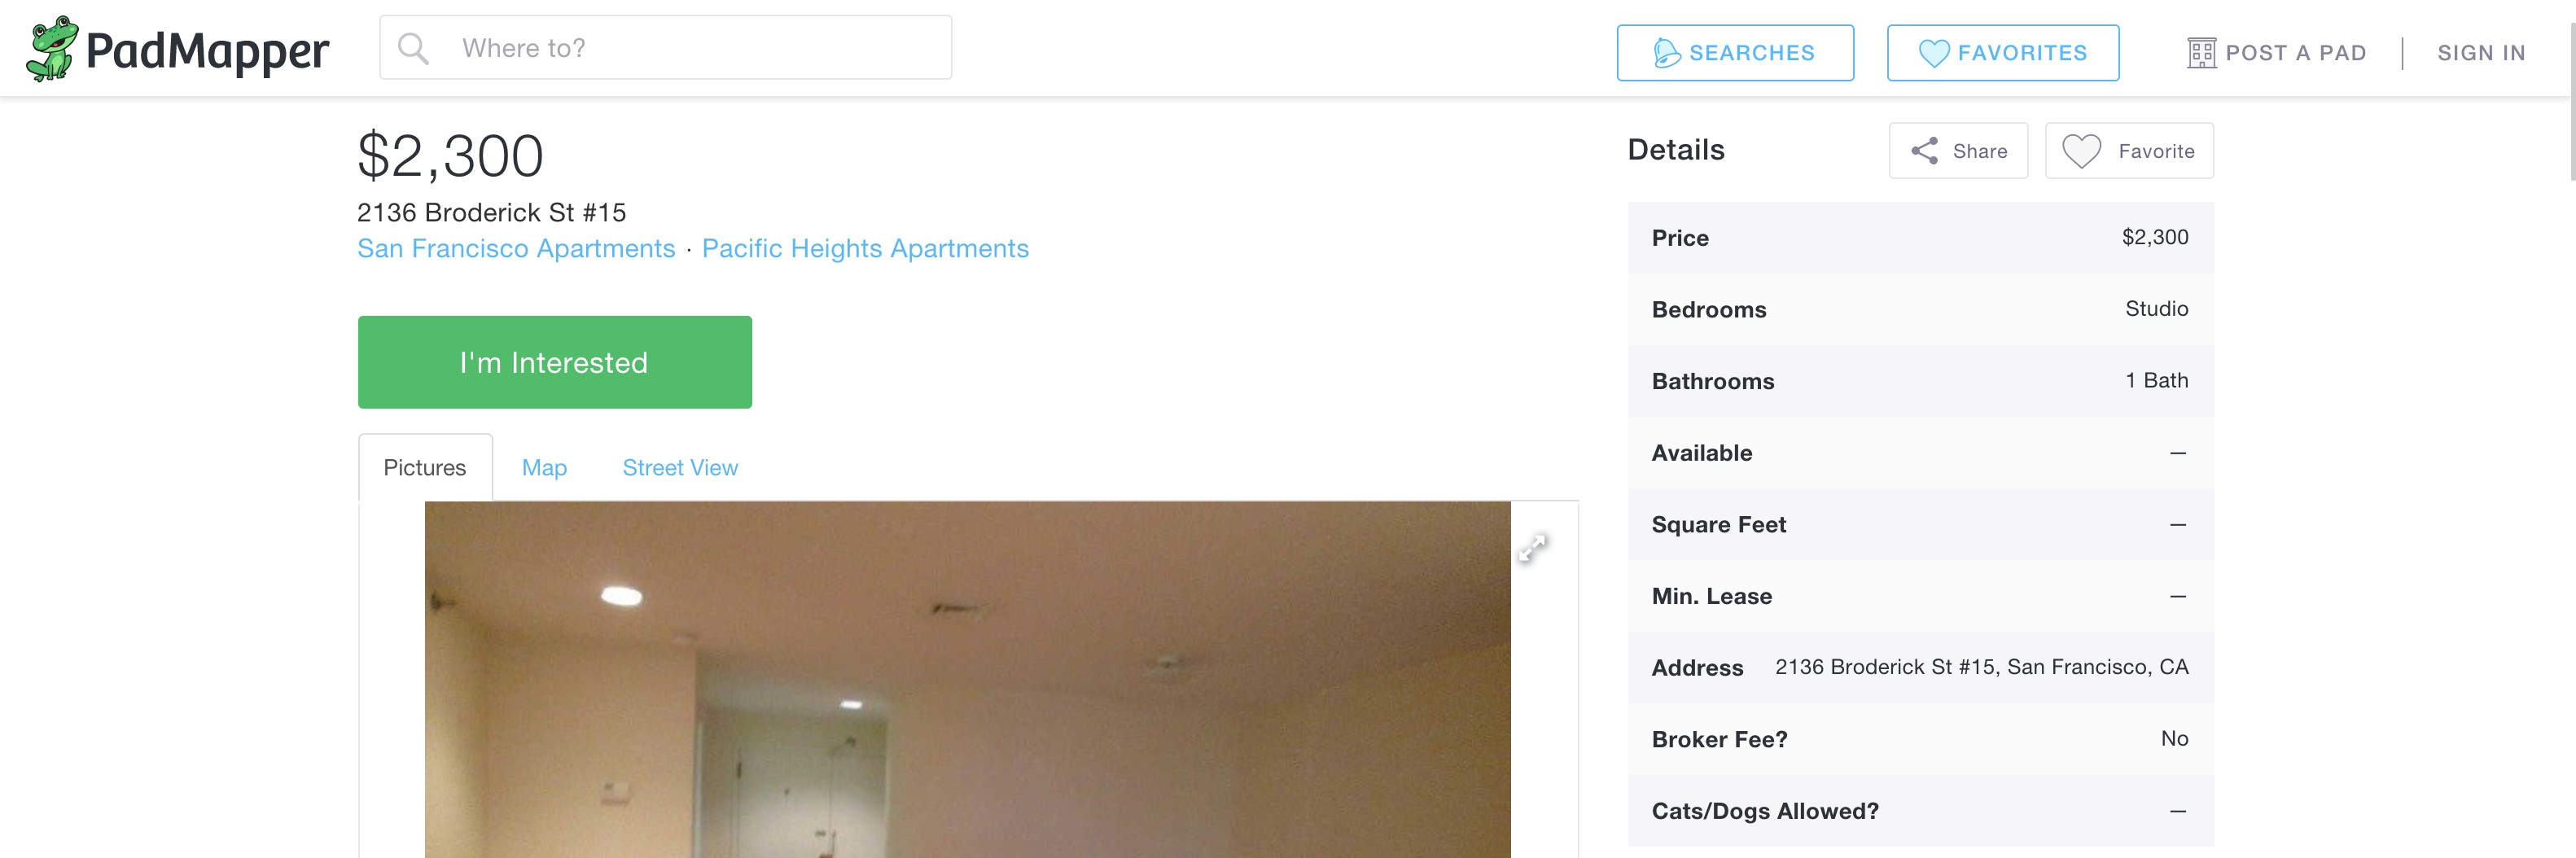 PadMapper
Where to?
SEARCHES
FAVORITES
POST A PAD
SIGN IN
$2,300
2136 Broderick St #15
San Francisco Apartments · Pacific Heights Apartments
I'm Interested
Pictures
Map
Street View
Details
Share
Favorite
Price $2,300
Bedrooms Studio
Bathrooms 1 Bath
Available —
Square Feet —
Min. Lease —
Address 2136 Broderick St #15, San Francisco, CA
Broker Fee? No
Cats/Dogs Allowed? —